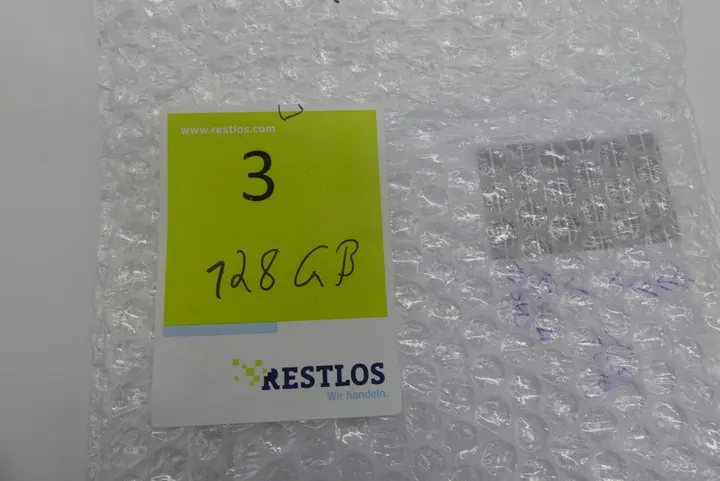 www.restlos.com
3
128 GB
RESTLOS
Wir handeln.